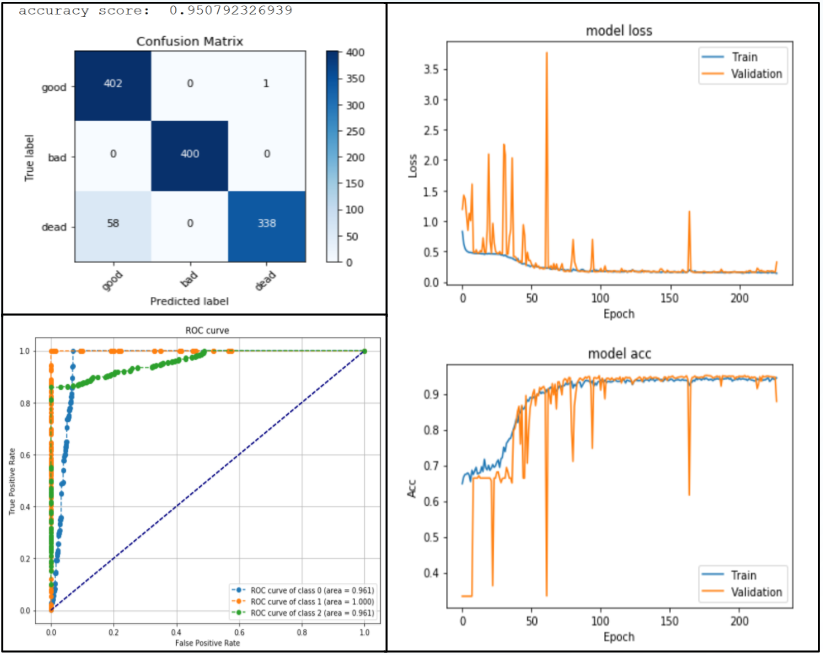 accuracy score: 0.950792326939
Confusion Matrix
good
bad
dead
True label
402 0 1
0 400 0
58 0 338
good bad dead
Predicted label
400
350
300
250
200
150
100
50
0
model loss
Train
Validation
Loss
3.5
3.0
2.5
2.0
1.5
1.0
0.5
0.0
0 50 100 150 200
Epoch
ROC curve
True Positive Rate
1.0
0.8
0.6
0.4
0.2
0.0
ROC curve of class 0 (area = 0.961)
ROC curve of class 1 (area = 1.000)
ROC curve of class 2 (area = 0.961)
0.0 0.2 0.4 0.6 0.8 1.0
False Positive Rate
model acc
Acc
0.9
0.8
0.7
0.6
0.5
0.4
Train
Validation
0 50 100 150 200
Epoch